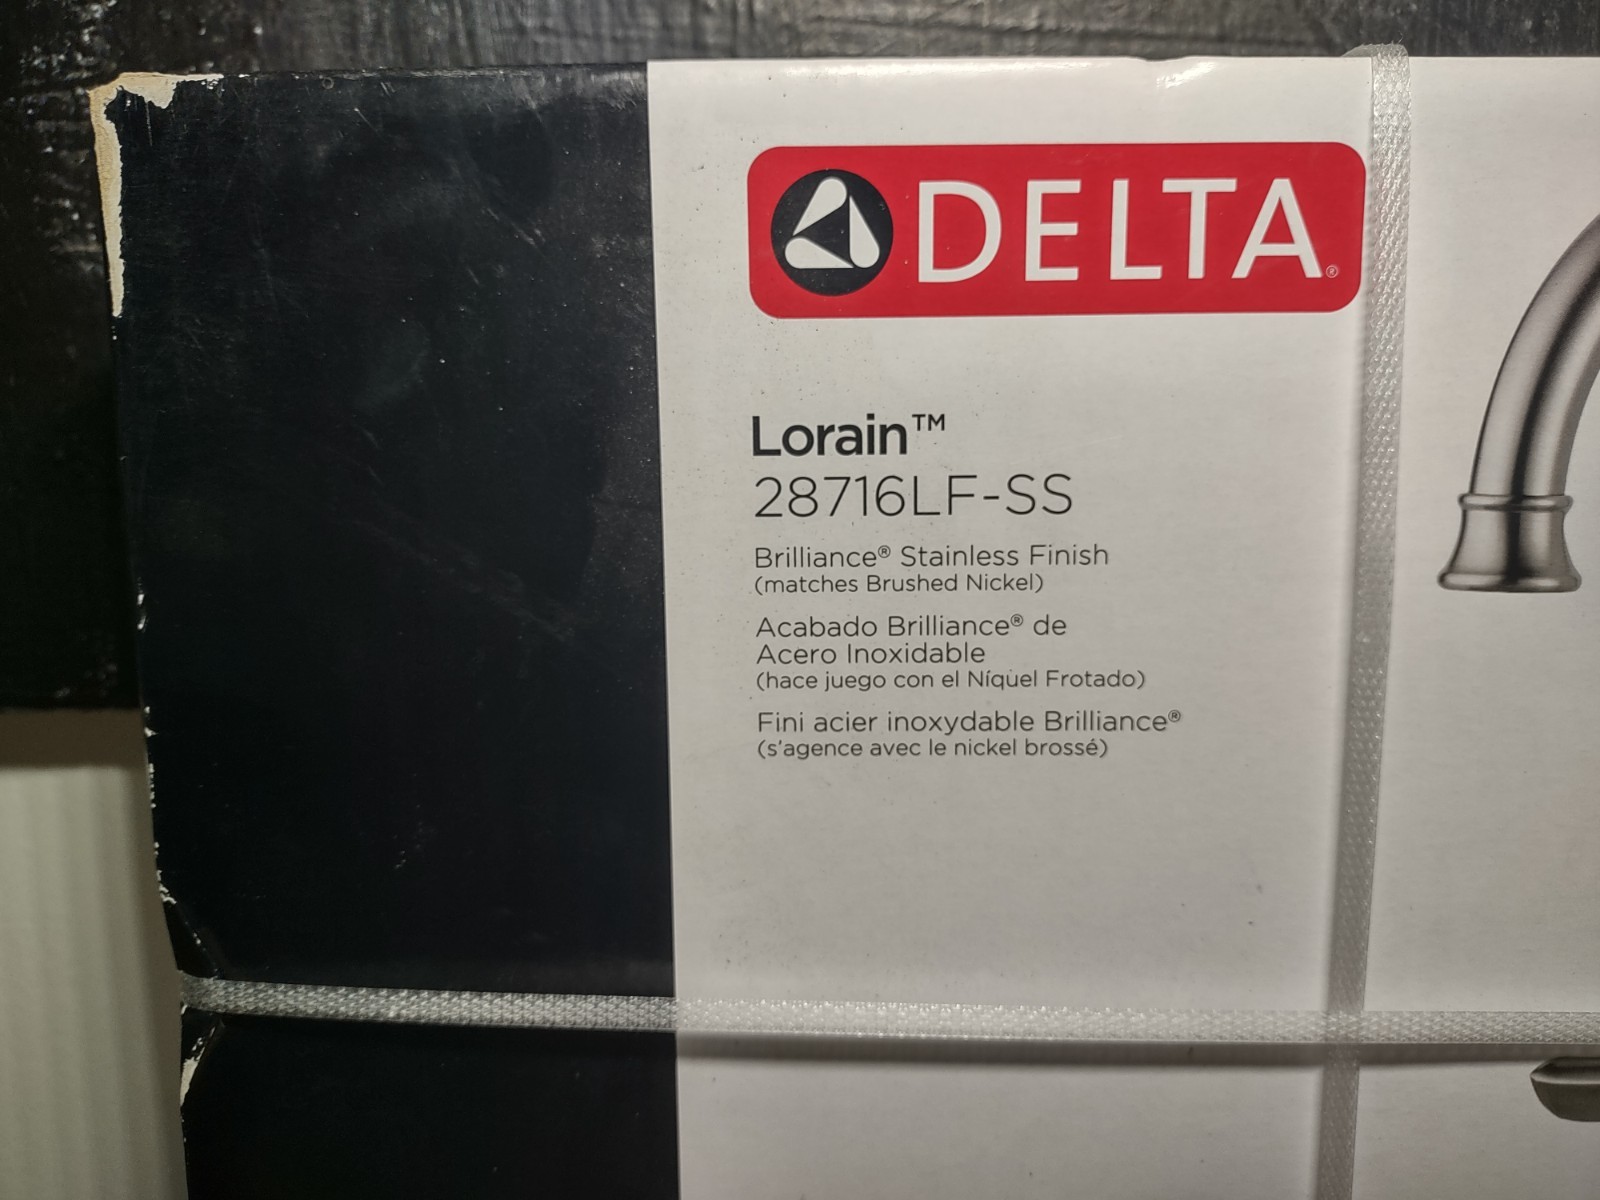 DELTA®
Lorain™
28716LF-SS
Brilliance® Stainless Finish
(matches Brushed Nickel)
Acabado Brilliance® de
Acero Inoxidable
(hace juego con el Níquel Frotado)
Fini acier inoxydable Brilliance®
(s'agence avec le nickel brossé)